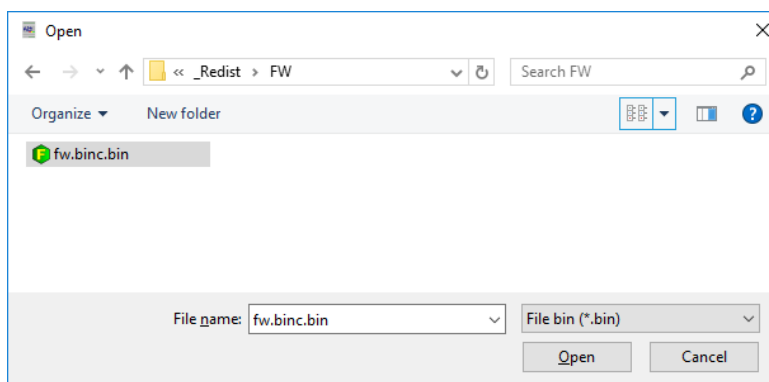 Open
« _Redist > FW
Search FW
Organize
New folder
fw.binc.bin
File name: fw.binc.bin
File bin (*.bin)
Open
Cancel